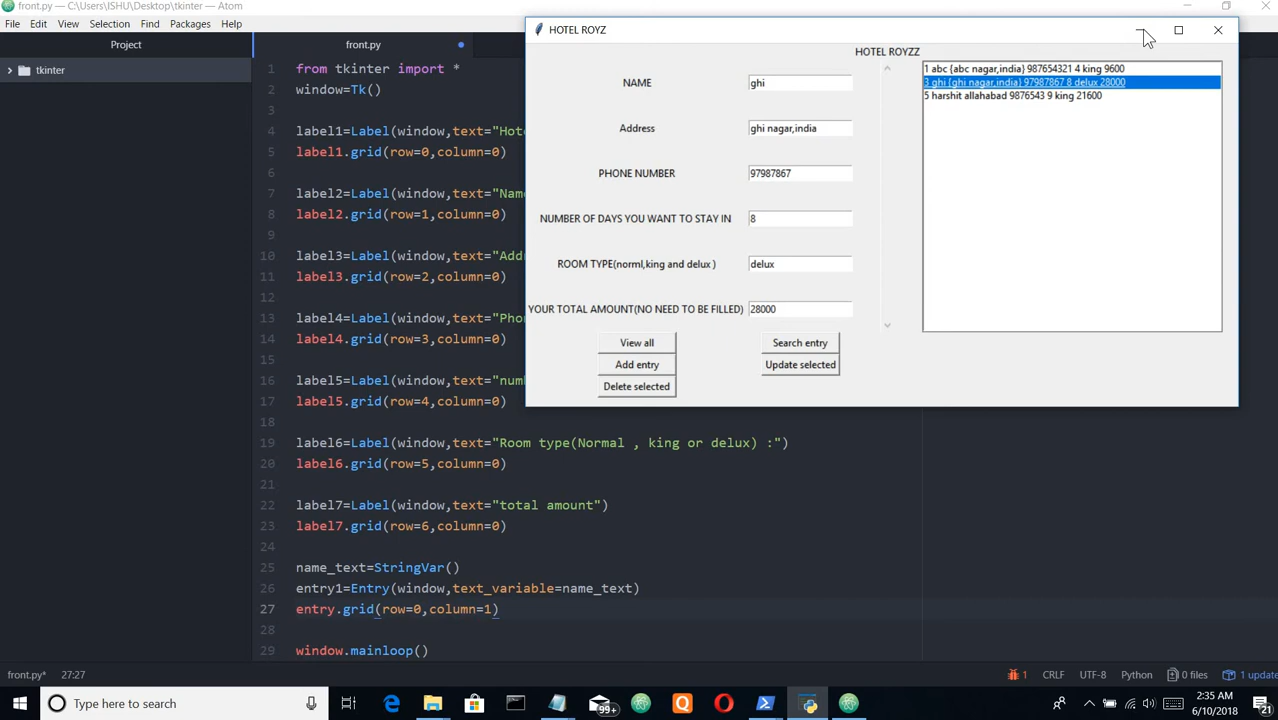 front.py — C:\Users\ISHU\Desktop\tkinter — Atom
File Edit View Selection Find Packages Help
Project
tkinter
front.py
1 from tkinter import *
2 window=Tk()
3
4 label1=Label(window,text="Hote
5 label1.grid(row=0,column=0)
6
7 label2=Label(window,text="Name
8 label2.grid(row=1,column=0)
9
10 label3=Label(window,text="Addr
11 label3.grid(row=2,column=0)
12
13 label4=Label(window,text="Phon
14 label4.grid(row=3,column=0)
15
16 label5=Label(window,text="numb
17 label5.grid(row=4,column=0)
18
19 label6=Label(window,text="Room type(Normal , king or delux) :")
20 label6.grid(row=5,column=0)
21
22 label7=Label(window,text="total amount")
23 label7.grid(row=6,column=0)
24
25 name_text=StringVar()
26 entry1=Entry(window,text_variable=name_text)
27 entry.grid(row=0,column=1)
28
window.mainloop()
HOTEL ROYZ
HOTEL ROYZZ
NAME ghi
Address ghi nagar,india
PHONE NUMBER 97987867
NUMBER OF DAYS YOU WANT TO STAY IN 8
ROOM TYPE(norml,king and delux ) delux
YOUR TOTAL AMOUNT(NO NEED TO BE FILLED) 28000
1 abc {abc nagar,india} 987654321 4 king 9600
3 ghi {ghi nagar,india} 97987867 8 delux 28000
5 harshit allahabad 9876543 9 king 21600
View all Search entry
Add entry Update selected
Delete selected
front.py* 27:27 1 CRLF UTF-8 Python 0 files 1 update
Type here to search
99+
2:35 AM
6/10/2018
21